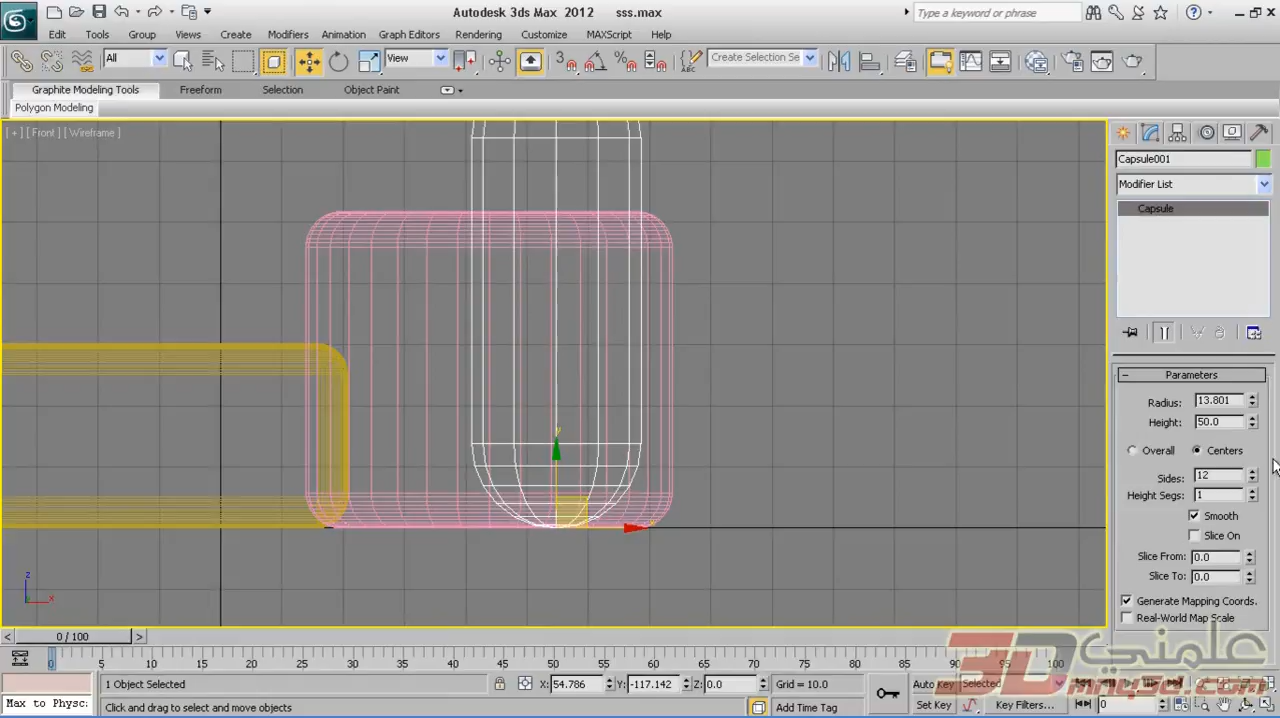 Autodesk 3ds Max 2012 sss.max
Type a keyword or phrase
Edit Tools Group Views Create Modifiers Animation Graph Editors Rendering Customize MAXScript Help
All View 3 Create Selection Se
Graphite Modeling Tools Freeform Selection Object Paint
Polygon Modeling
[ + ] [ Front ] [ Wireframe ]
Capsule001
Modifier List
Capsule
Parameters
Radius: 13.801
Height: 50.0
Overall Centers
Sides: 12
Height Segs: 1
Smooth
Slice On
Slice From: 0.0
Slice To: 0.0
Generate Mapping Coords.
Real-World Map Scale
y
z
x
0 / 100
0 5 10 15 20 25 30 35 40 45 50 55 60 65 70 75 80 85 90 95 100
علمني
3D
1 Object Selected X: 54.786 Y: -117.142 Z: 0.0 Grid = 10.0 Auto Key Selected
Max to Physc: Click and drag to select and move objects Add Time Tag Set Key Key Filters... 0